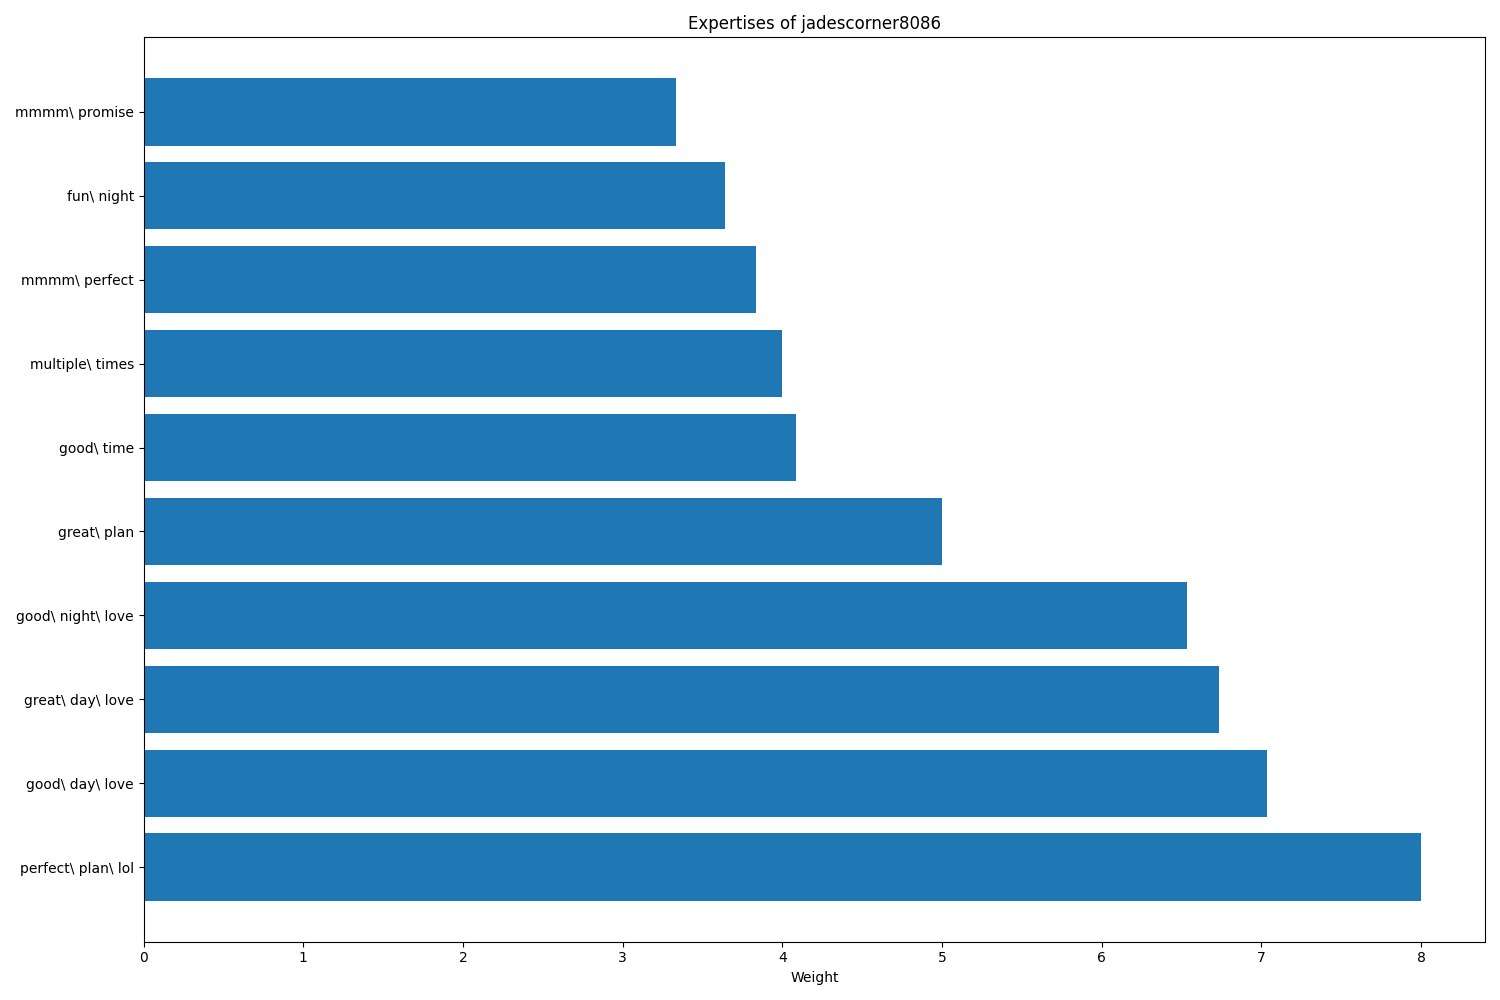 Expertises of jadescorner8086
mmmm\ promise
fun\ night
mmmm\ perfect
multiple\ times
good\ time
great\ plan
good\ night\ love
great\ day\ love
good\ day\ love
perfect\ plan\ lol
0 1 2 3 4 5 6 7 8
Weight